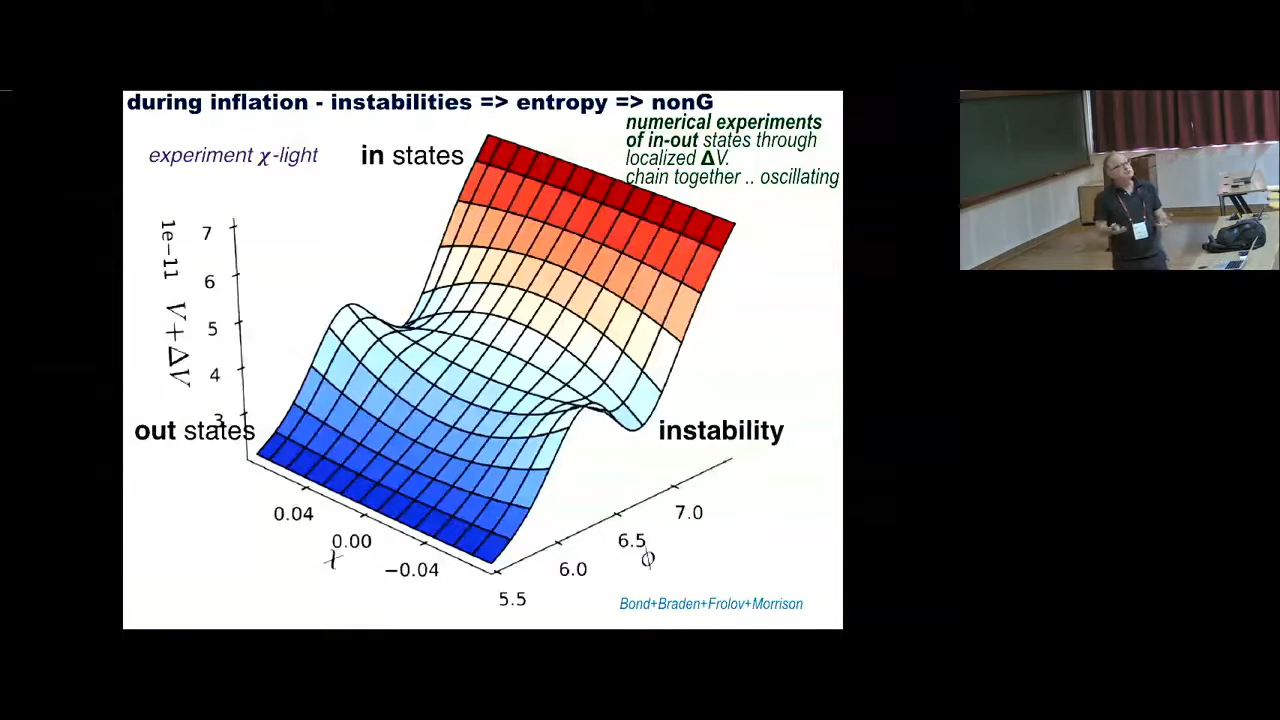 during inflation - instabilities => entropy => nonG
numerical experiments
of in-out states through
localized ΔV.
chain together .. oscillating
experiment χ-light
in states
1e−11 V+ΔV
7
6
5
4
3
out states
instability
0.04
0.00
−0.04
χ
7.0
6.5
6.0
5.5
ϕ
Bond+Braden+Frolov+Morrison